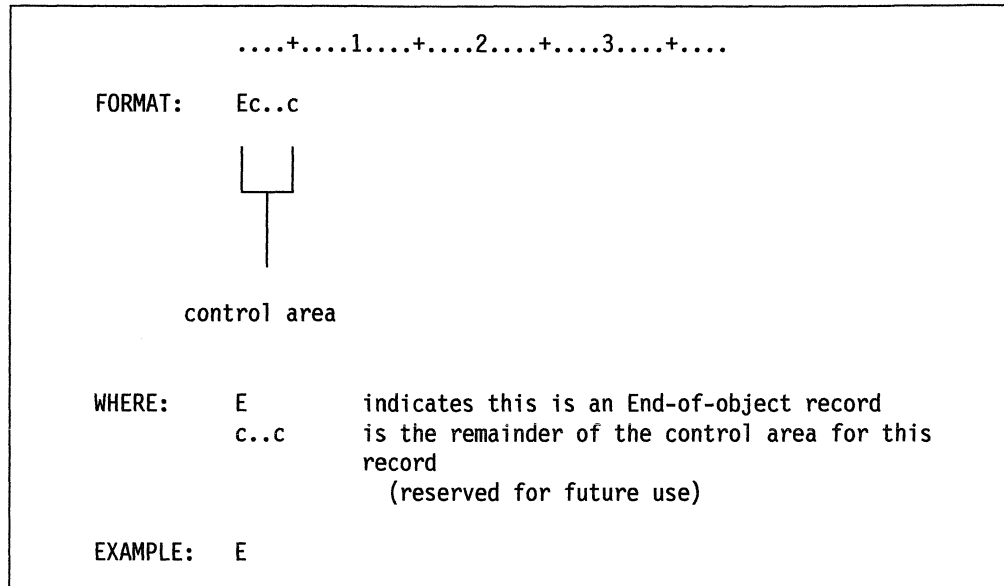 ....+....1....+....2....+....3....+....
FORMAT: Ec..c
control area
WHERE: E indicates this is an End-of-object record
c..c is the remainder of the control area for this
record
(reserved for future use)
EXAMPLE: E